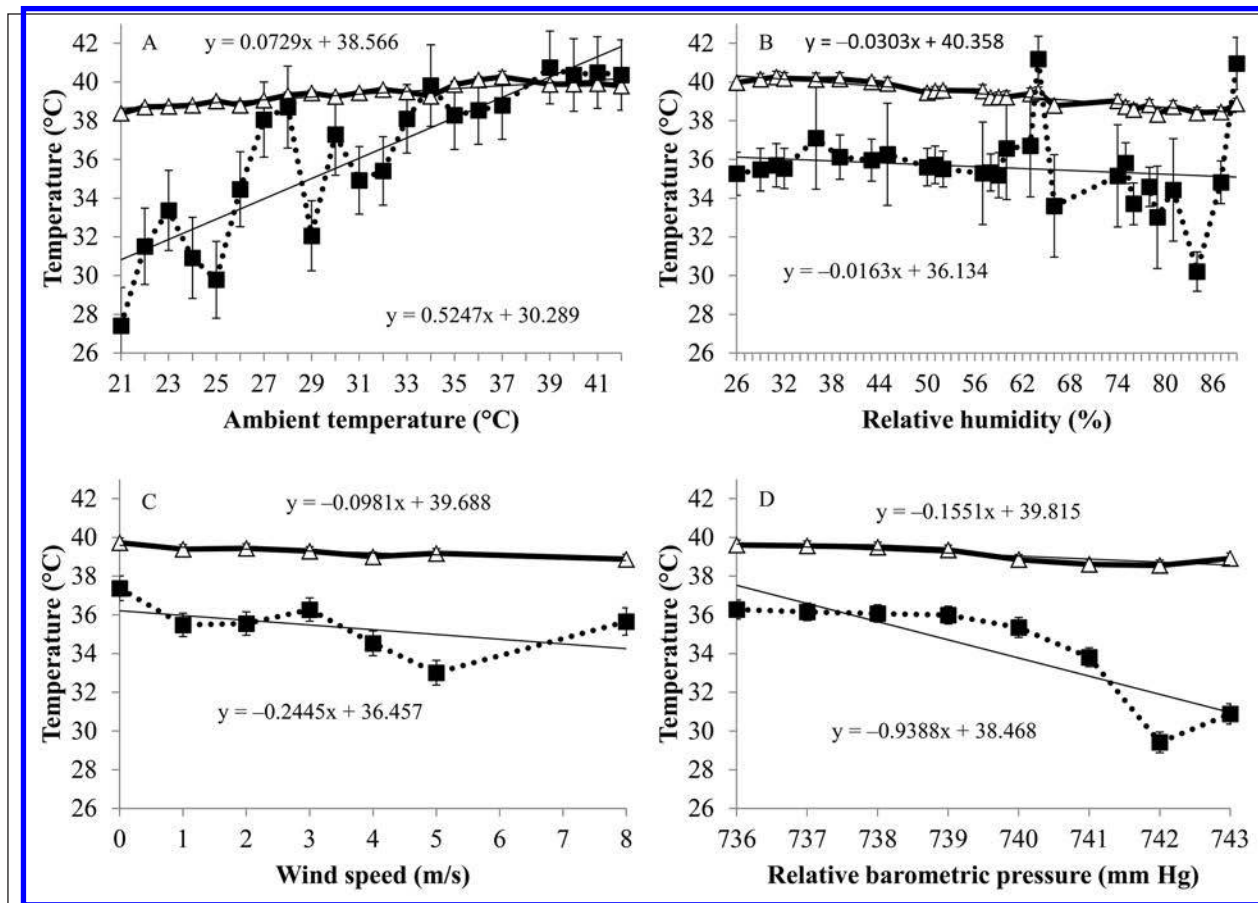 A
y = 0.0729x + 38.566
Temperature (°C)
42
40
38
36
34
32
30
28
26
y = 0.5247x + 30.289
21 23 25 27 29 31 33 35 37 39 41
Ambient temperature (°C)
B
y = –0.0303x + 40.358
Temperature (°C)
42
40
38
36
34
32
30
28
26
y = –0.0163x + 36.134
26 32 38 44 50 56 62 68 74 80 86
Relative humidity (%)
C
y = –0.0981x + 39.688
Temperature (°C)
42
40
38
36
34
32
30
28
26
y = –0.2445x + 36.457
0 1 2 3 4 5 6 7 8
Wind speed (m/s)
D
y = –0.1551x + 39.815
Temperature (°C)
42
40
38
36
34
32
30
28
26
y = –0.9388x + 38.468
736 737 738 739 740 741 742 743
Relative barometric pressure (mm Hg)